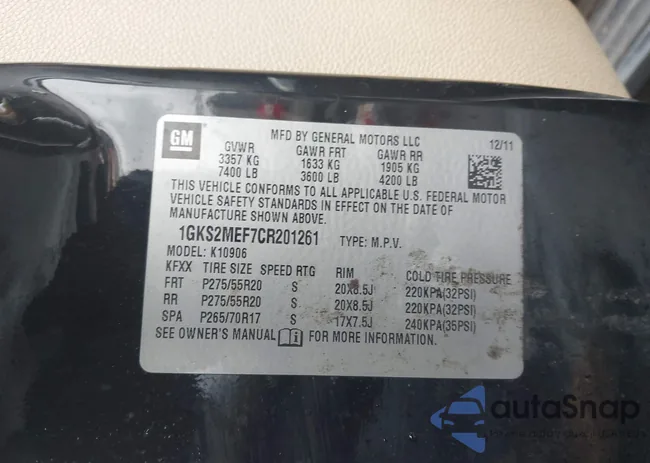 GM
MFD BY GENERAL MOTORS LLC
12/11
GVWR GAWR FRT GAWR RR
3357 KG 1633 KG 1905 KG
7400 LB 3600 LB 4200 LB
THIS VEHICLE CONFORMS TO ALL APPLICABLE U.S. FEDERAL MOTOR
VEHICLE SAFETY STANDARDS IN EFFECT ON THE DATE OF
MANUFACTURE SHOWN ABOVE.
1GKS2MEF7CR201261 TYPE: M.P.V.
MODEL: K10906
KFXX TIRE SIZE SPEED RTG RIM COLD TIRE PRESSURE
FRT P275/55R20 S 20X8.5J 220KPA(32PSI)
RR P275/55R20 S 20X8.5J 220KPA(32PSI)
SPA P265/70R17 S 17X7.5J 240KPA(35PSI)
SEE OWNER'S MANUAL i FOR MORE INFORMATION.
autoSnap